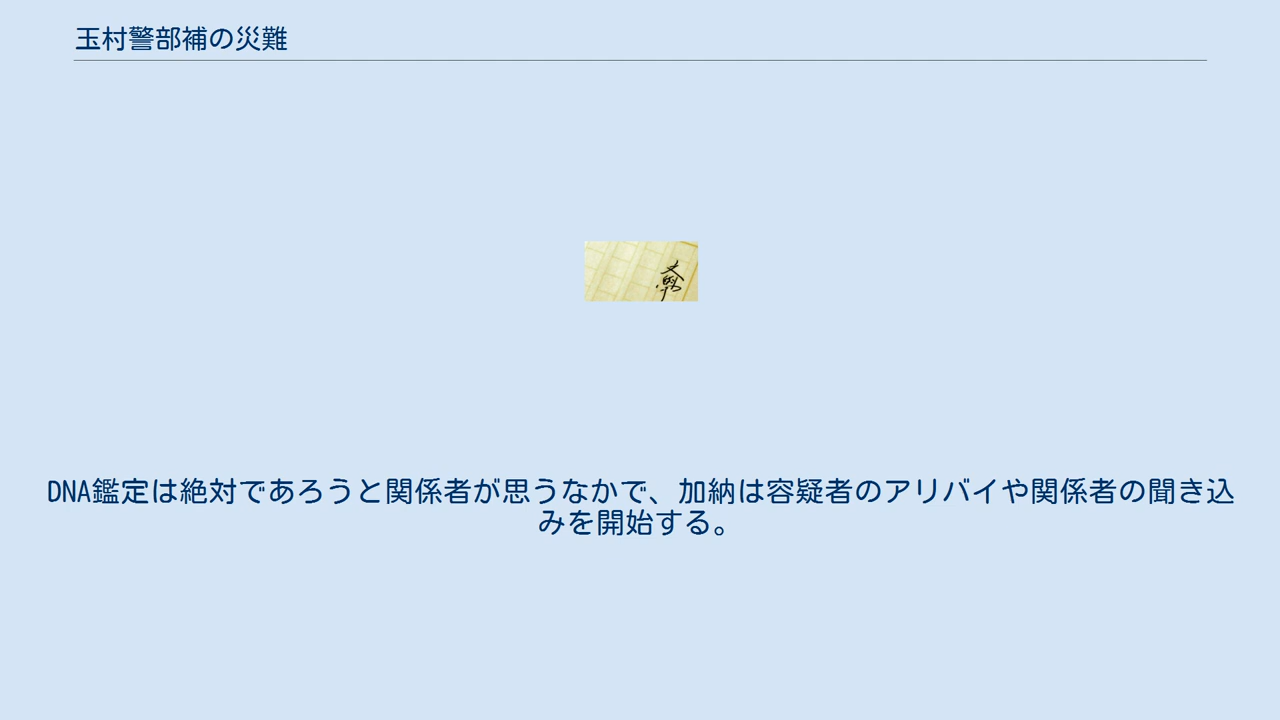 玉村警部補の災難
DNA鑑定は絶対であろうと関係者が思うなかで、加納は容疑者のアリバイや関係者の聞き込
みを開始する。